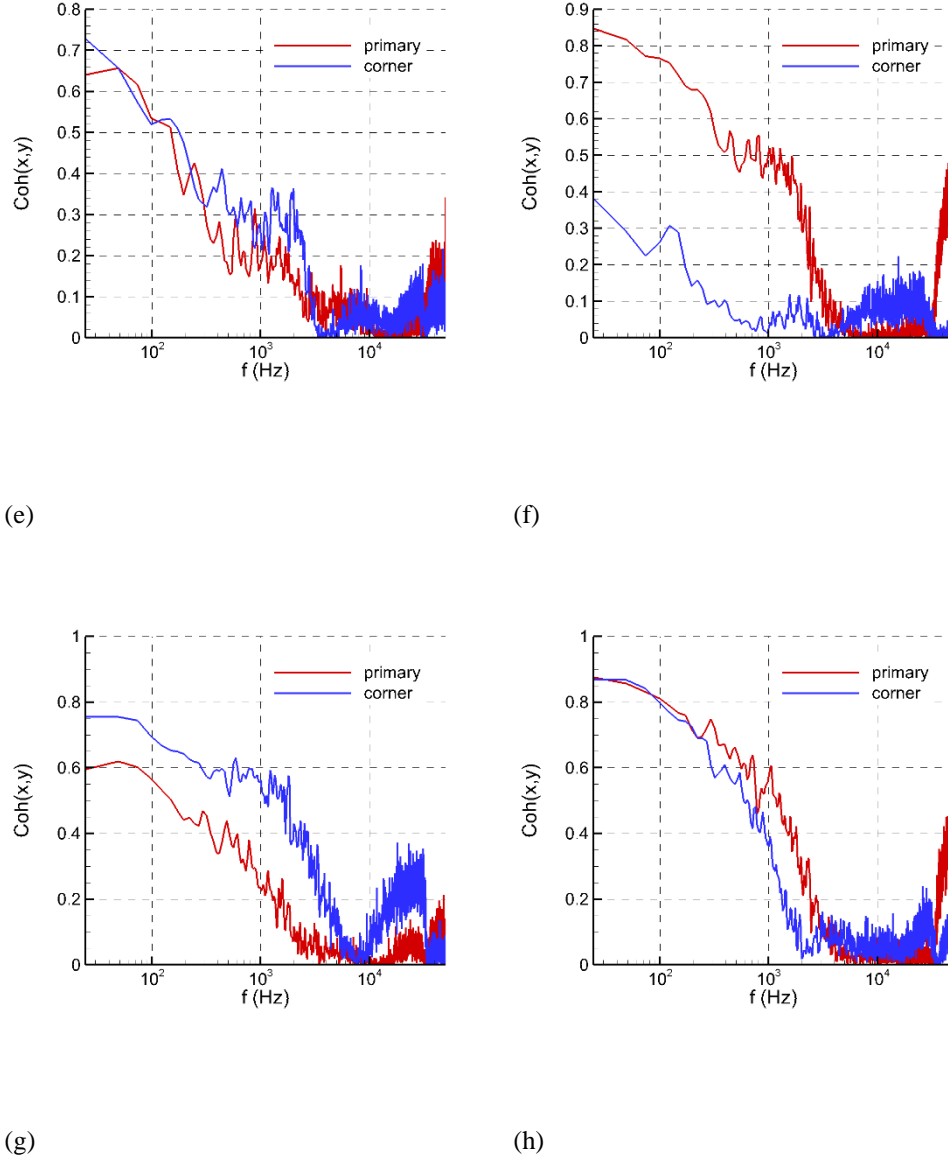 0.8
0.7
0.6
0.5
0.4
0.3
0.2
0.1
0
Coh(x,y)
primary
corner
10² 10³ 10⁴
f (Hz)
0.9
0.8
0.7
0.6
0.5
0.4
0.3
0.2
0.1
0
Coh(x,y)
primary
corner
10² 10³ 10⁴
f (Hz)
(e) (f)
1
0.8
0.6
0.4
0.2
0
Coh(x,y)
primary
corner
10² 10³ 10⁴
f (Hz)
1
0.8
0.6
0.4
0.2
0
Coh(x,y)
primary
corner
10² 10³ 10⁴
f (Hz)
(g) (h)